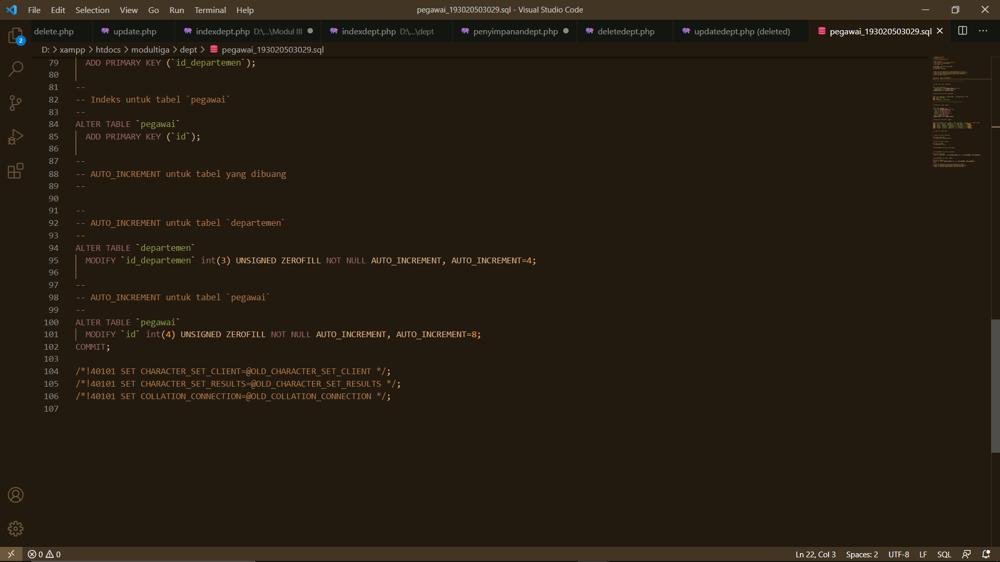 File Edit Selection View Go Run Terminal Help
pegawai_193020503029.sql - Visual Studio Code
delete.php
update.php
indexdept.php D:\...\Modul III
indexdept.php D:\...\dept
penyimpanandept.php
deletedept.php
updatedept.php (deleted)
pegawai_193020503029.sql
2
D: > xampp > htdocs > modultiga > dept > pegawai_193020503029.sql
79 ADD PRIMARY KEY (`id_departemen`);
80
81 --
82 -- Indeks untuk tabel `pegawai`
83 --
84 ALTER TABLE `pegawai`
85 ADD PRIMARY KEY (`id`);
86
87 --
88 -- AUTO_INCREMENT untuk tabel yang dibuang
89 --
90
91 --
92 -- AUTO_INCREMENT untuk tabel `departemen`
93 --
94 ALTER TABLE `departemen`
95 MODIFY `id_departemen` int(3) UNSIGNED ZEROFILL NOT NULL AUTO_INCREMENT, AUTO_INCREMENT=4;
96
97 --
98 -- AUTO_INCREMENT untuk tabel `pegawai`
99 --
100 ALTER TABLE `pegawai`
101 MODIFY `id` int(4) UNSIGNED ZEROFILL NOT NULL AUTO_INCREMENT, AUTO_INCREMENT=8;
102 COMMIT;
103
104 /*!40101 SET CHARACTER_SET_CLIENT=@OLD_CHARACTER_SET_CLIENT */;
105 /*!40101 SET CHARACTER_SET_RESULTS=@OLD_CHARACTER_SET_RESULTS */;
106 /*!40101 SET COLLATION_CONNECTION=@OLD_COLLATION_CONNECTION */;
107
0 0
Ln 22, Col 3 Spaces: 2 UTF-8 LF SQL